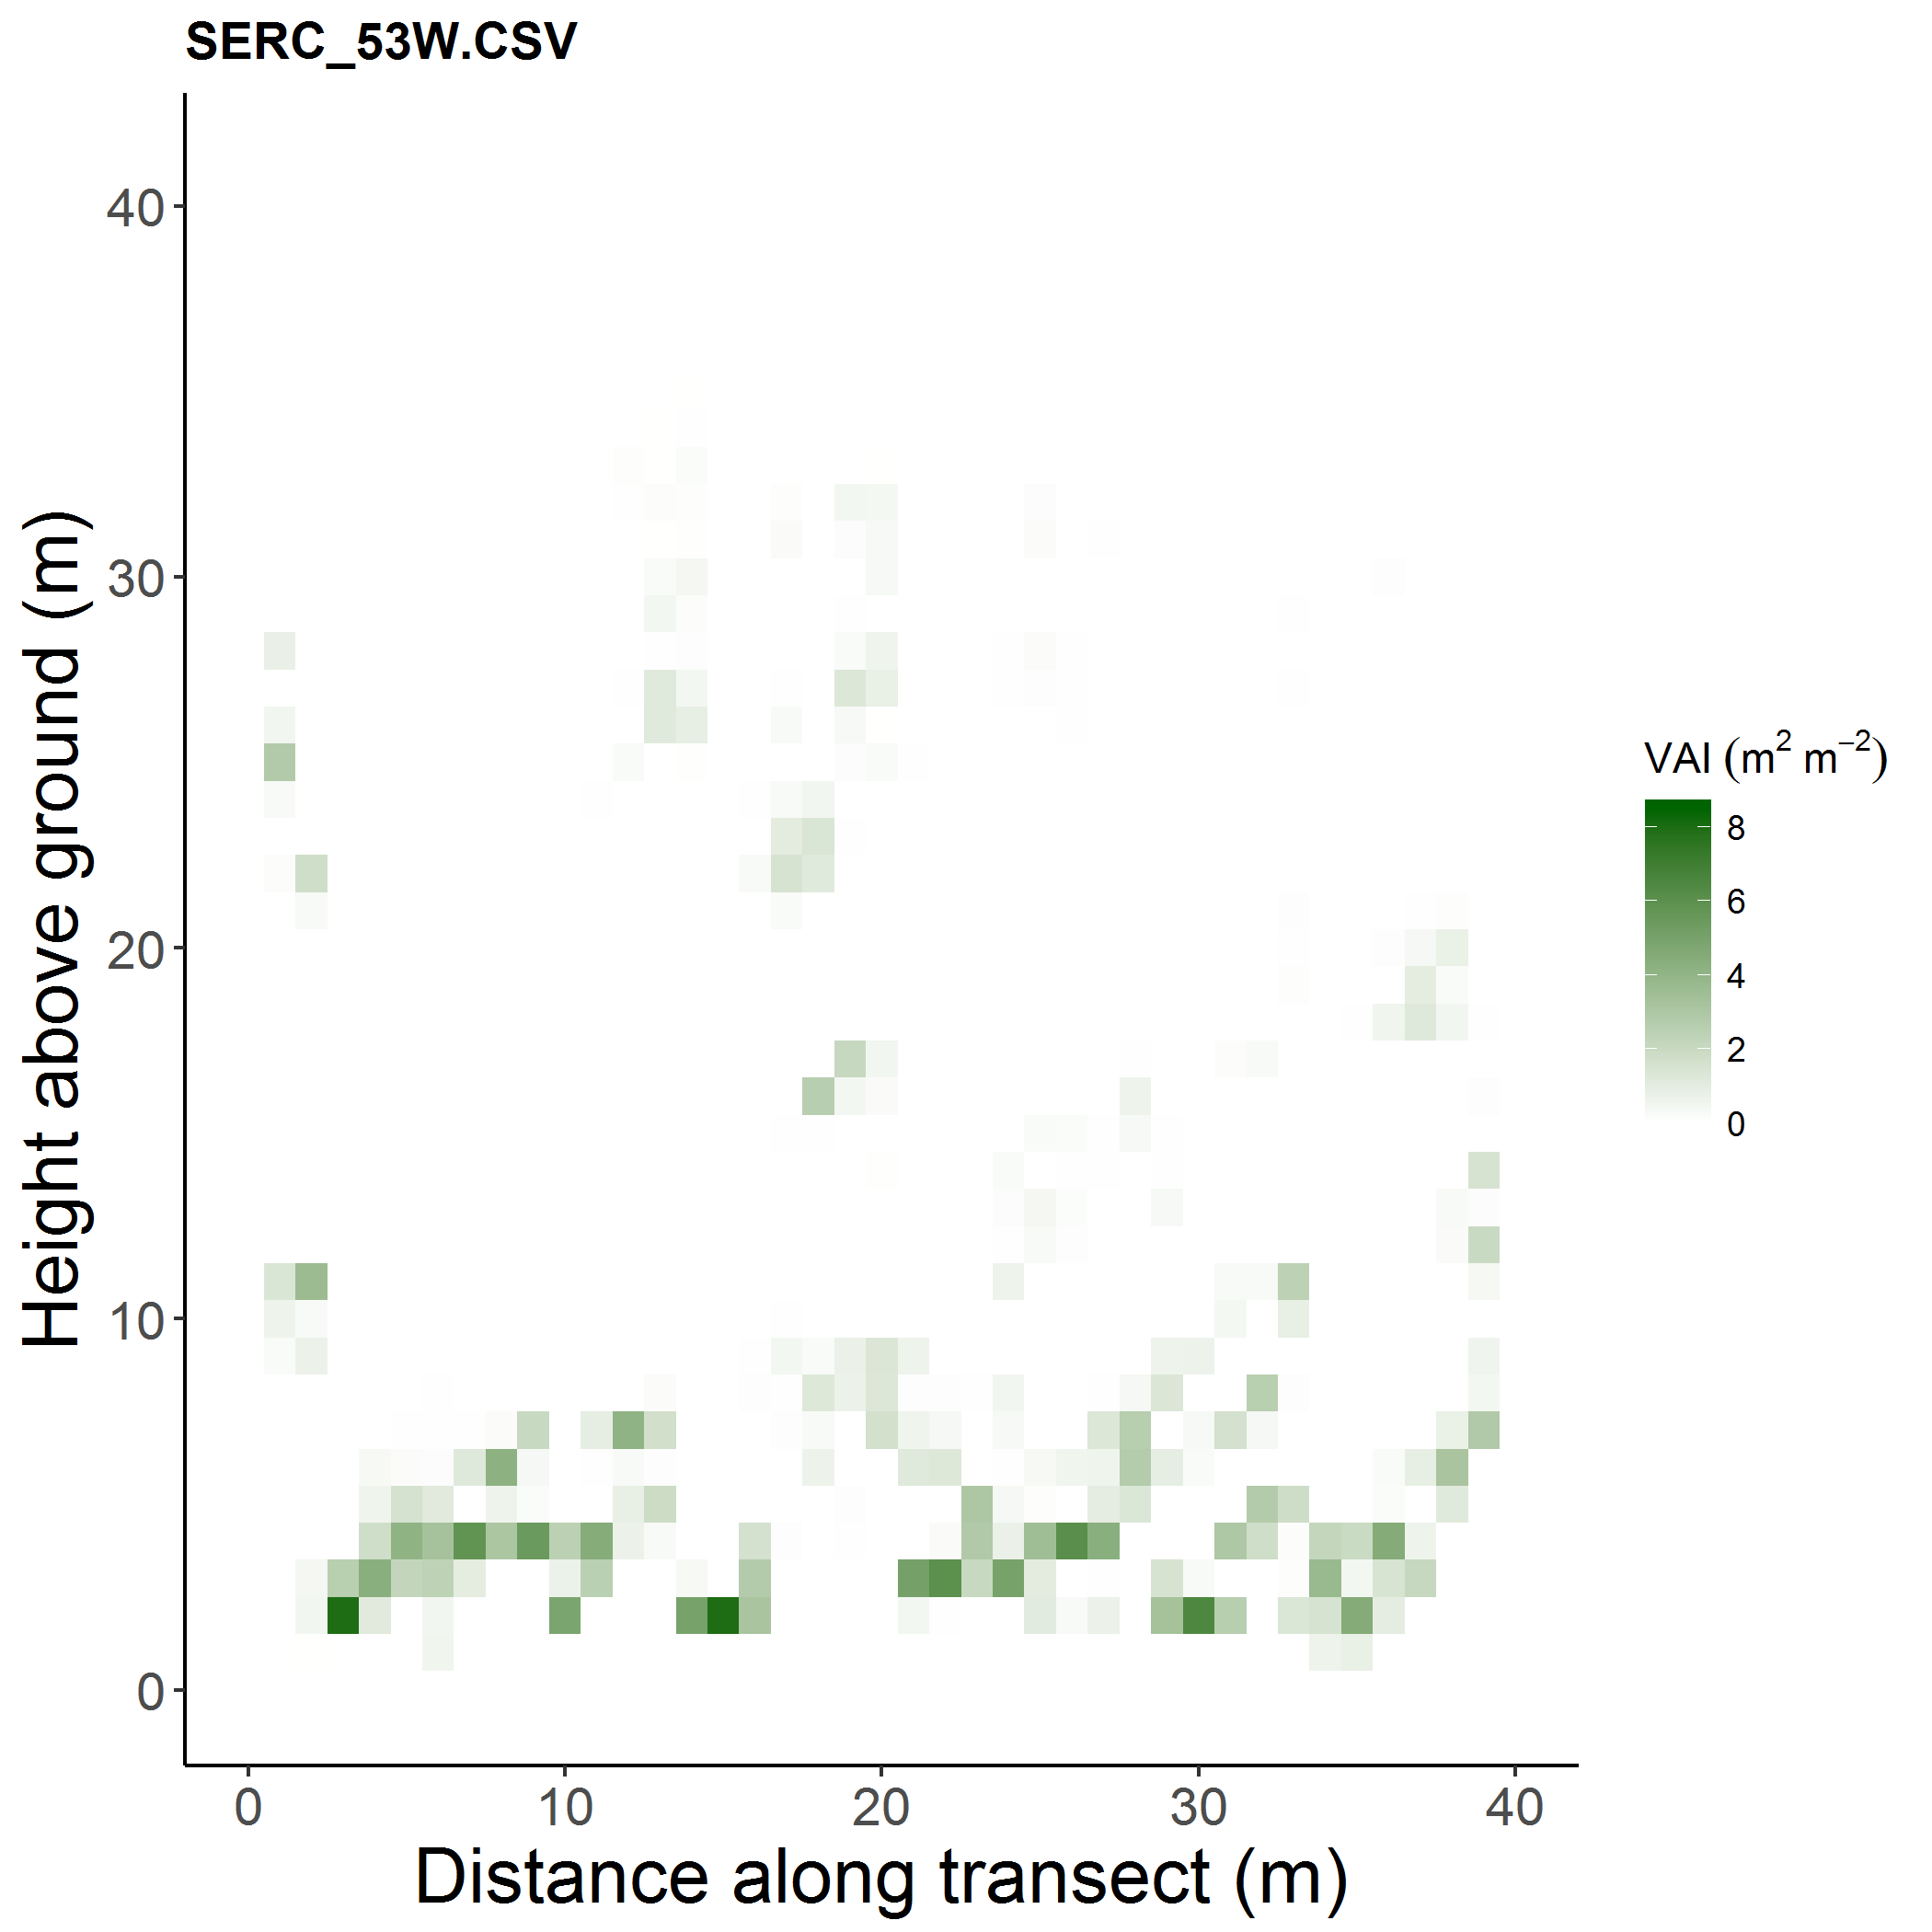 SERC_53W.CSV
Height above ground (m)
40
30
20
10
0
0 10 20 30 40
Distance along transect (m)
VAI (m² m⁻²)
8
6
4
2
0